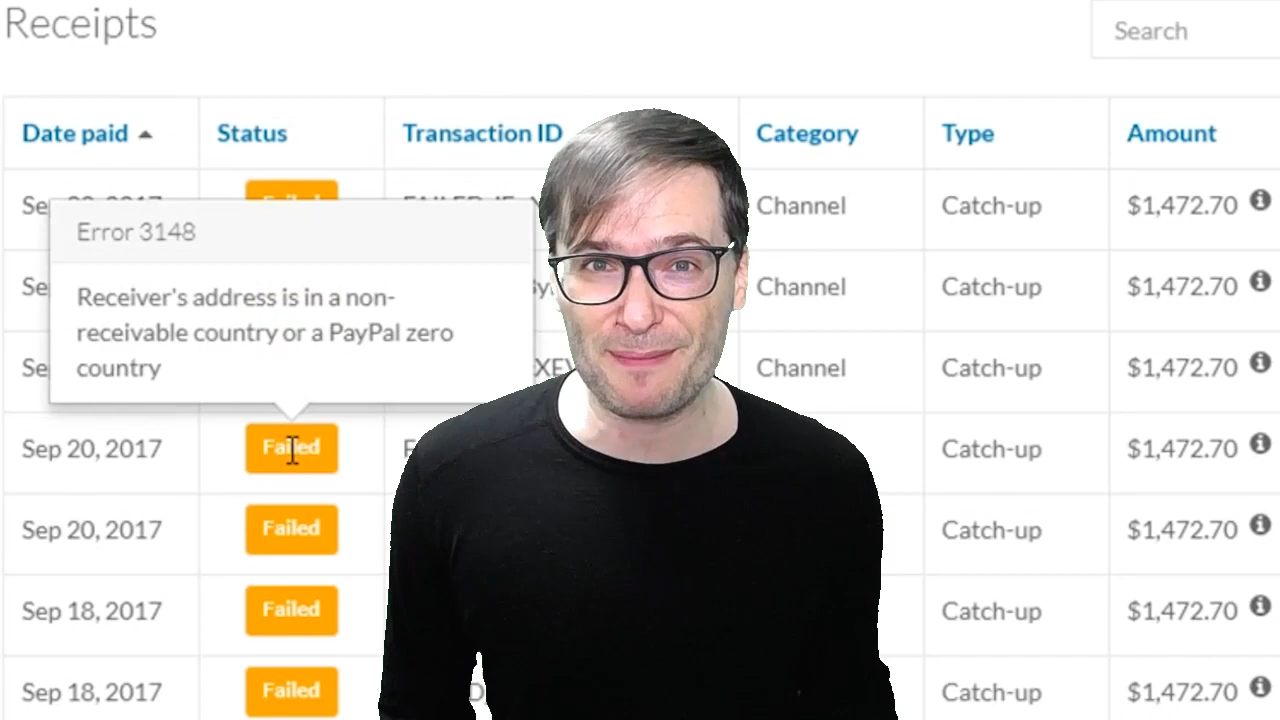 Receipts
Search
Date paid Status Transaction ID Category Type Amount
Channel Catch-up $1,472.70
Error 3148
Channel Catch-up $1,472.70
Receiver's address is in a non-
receivable country or a PayPal zero
country
Channel Catch-up $1,472.70
Sep 20, 2017 Failed Catch-up $1,472.70
Sep 20, 2017 Failed Catch-up $1,472.70
Sep 18, 2017 Failed Catch-up $1,472.70
Sep 18, 2017 Failed Catch-up $1,472.70